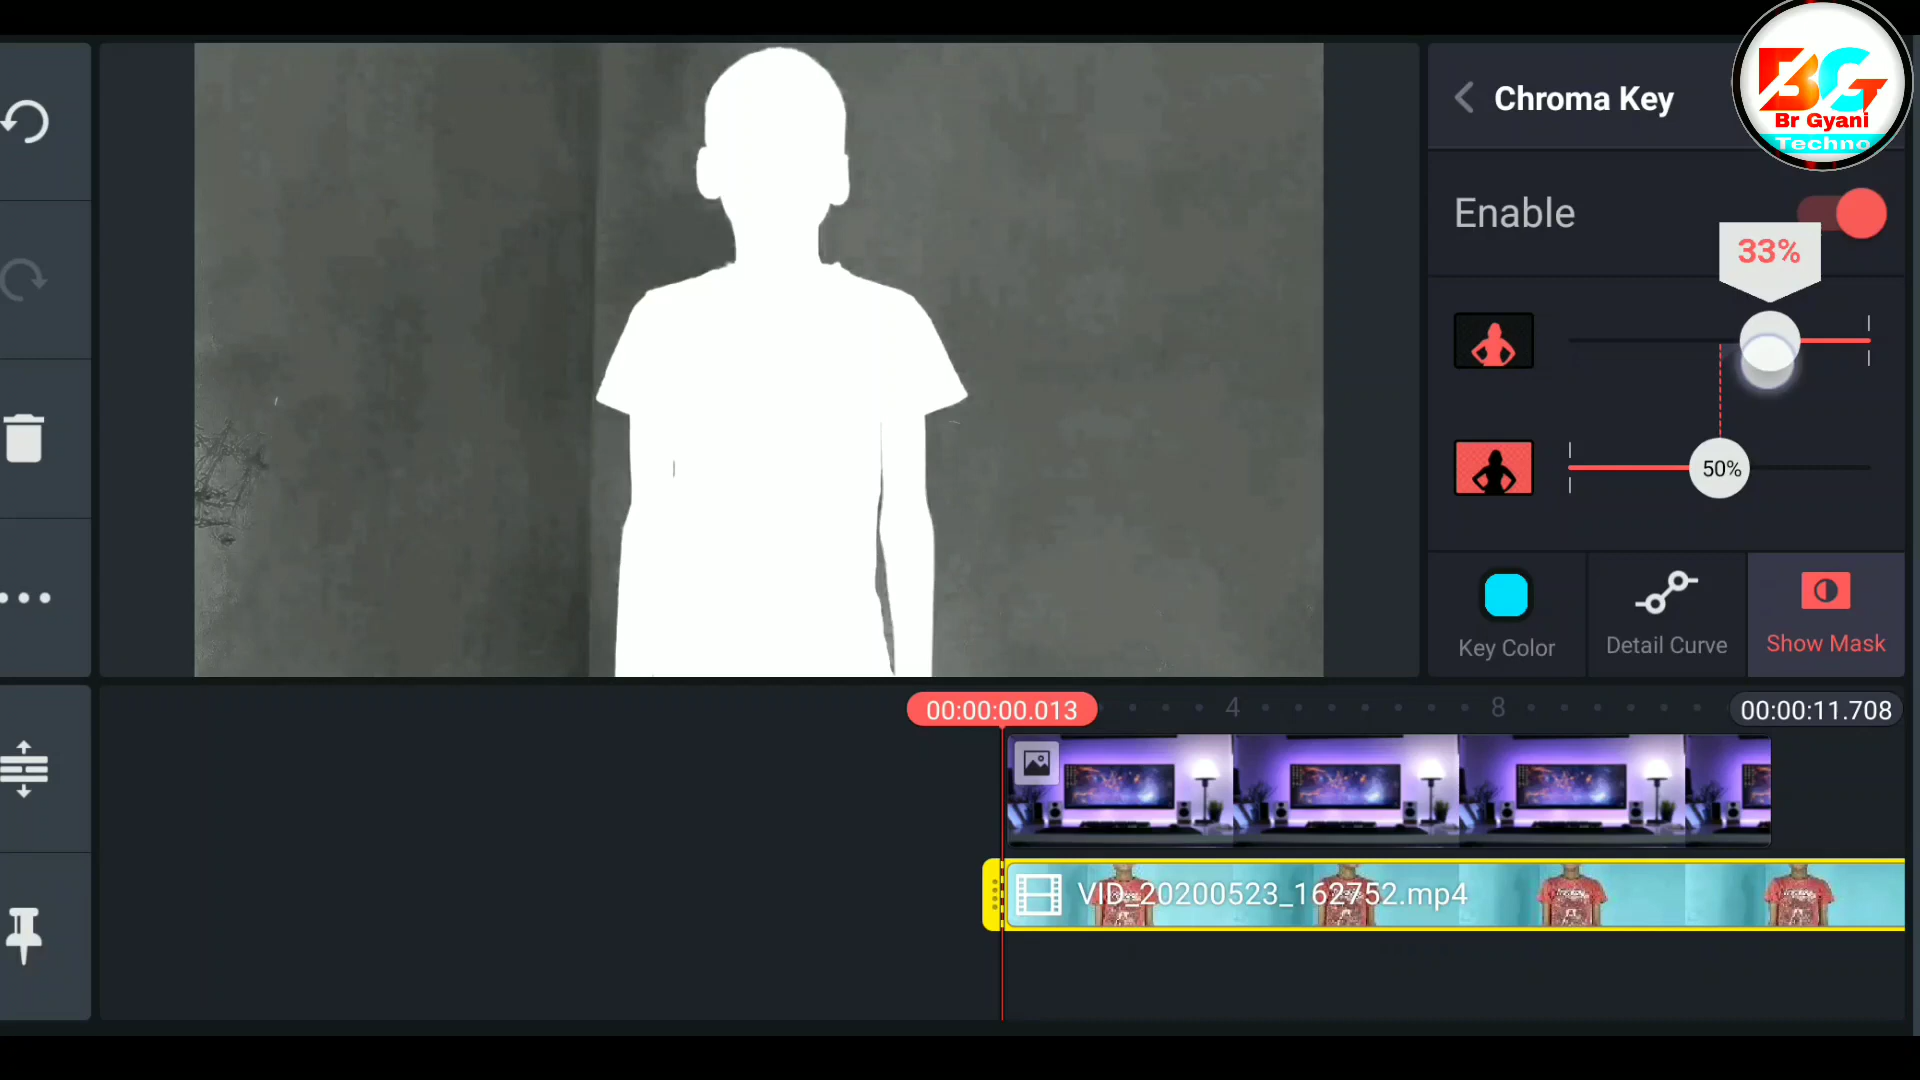 Chroma Key
BG
Br Gyani
Techno
Enable
33%
50%
Key Color
Detail Curve
Show Mask
00:00:00.013
4
8
00:00:11.708
VID_20200523_162752.mp4